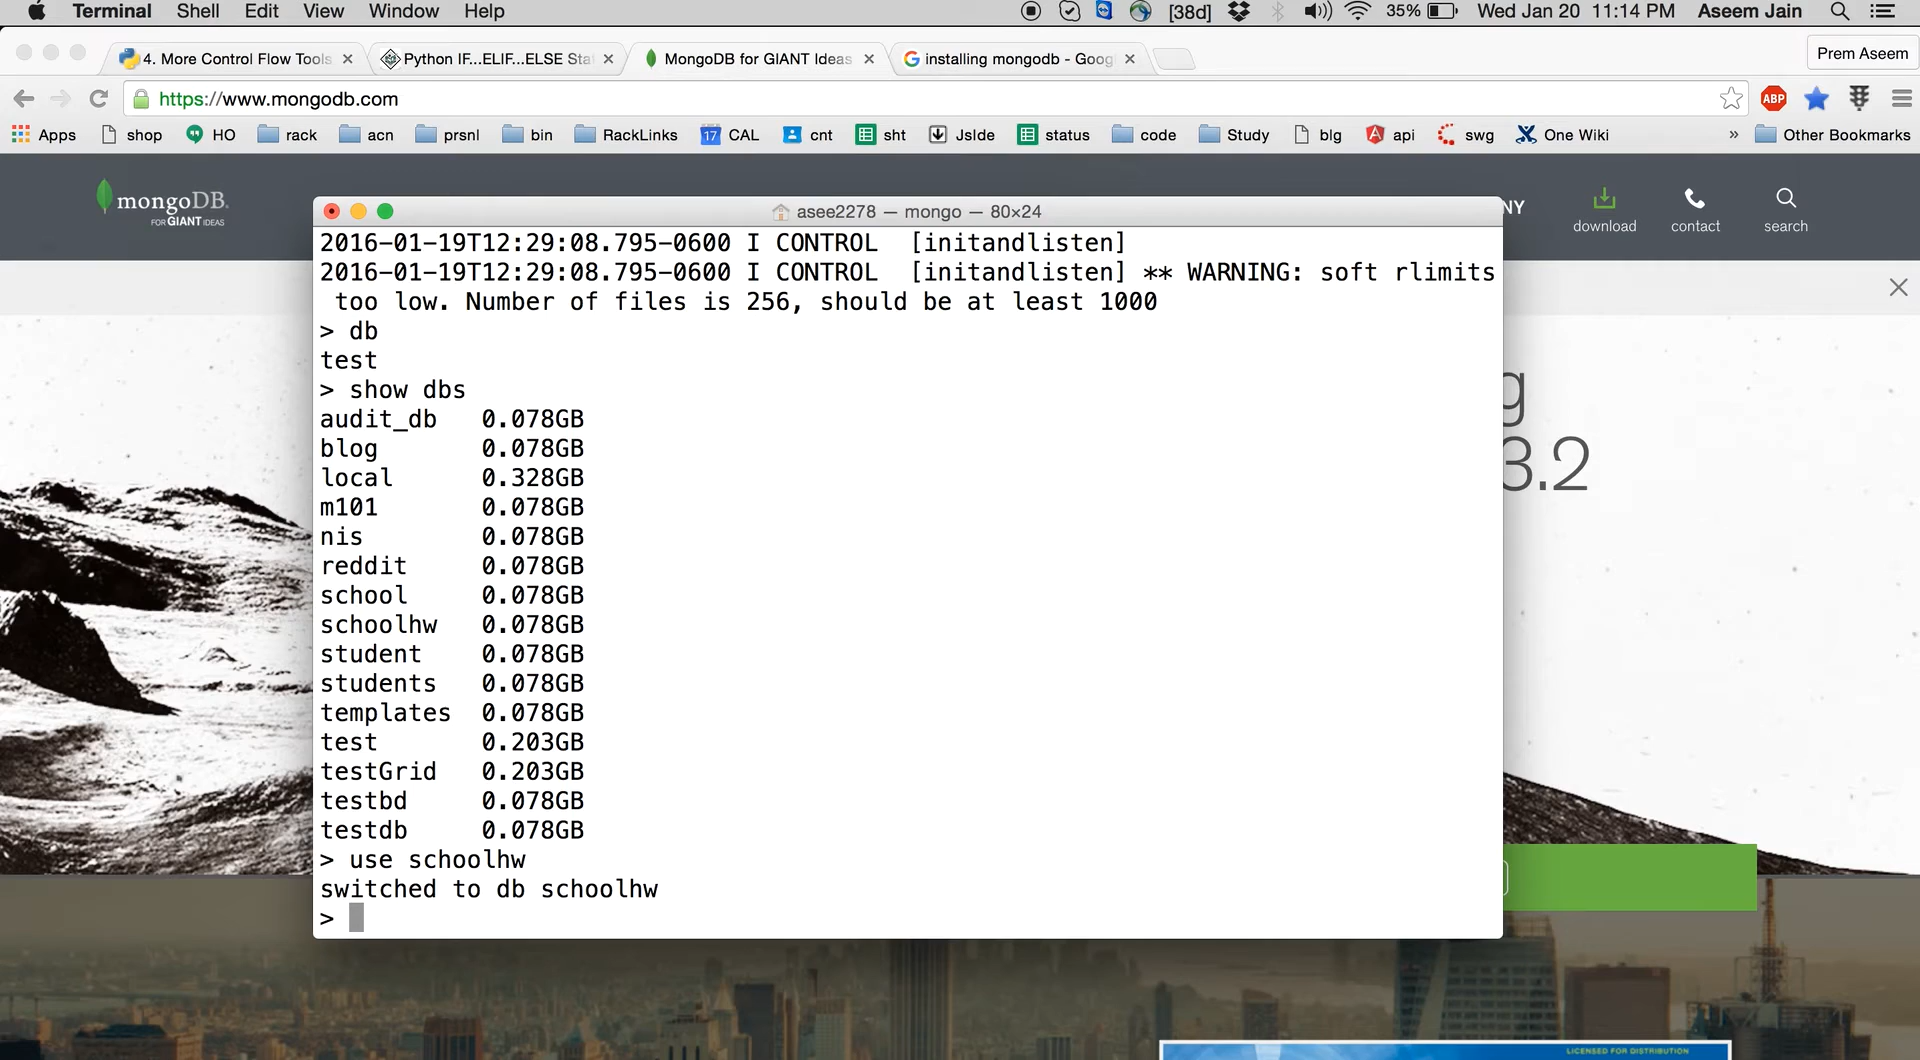 Terminal Shell Edit View Window Help [38d] 35% Wed Jan 20 11:14 PM Aseem Jain
4. More Control Flow Tools Python IF...ELIF...ELSE Sta MongoDB for GIANT Ideas installing mongodb - Goog Prem Aseem
https://www.mongodb.com ABP
Apps shop HO rack acn prsnl bin RackLinks 17 CAL cnt sht Jslde status code Study blg api swg One Wiki » Other Bookmarks
mongoDB.
FOR GIANT IDEAS
NY
download contact search
asee2278 — mongo — 80×24
2016-01-19T12:29:08.795-0600 I CONTROL [initandlisten]
2016-01-19T12:29:08.795-0600 I CONTROL [initandlisten] ** WARNING: soft rlimits
too low. Number of files is 256, should be at least 1000
> db
test
> show dbs
audit_db 0.078GB
blog 0.078GB
local 0.328GB
m101 0.078GB
nis 0.078GB
reddit 0.078GB
school 0.078GB
schoolhw 0.078GB
student 0.078GB
students 0.078GB
templates 0.078GB
test 0.203GB
testGrid 0.203GB
testbd 0.078GB
testdb 0.078GB
> use schoolhw
switched to db schoolhw
>
g
3.2
LICENSED FOR DISTRIBUTION